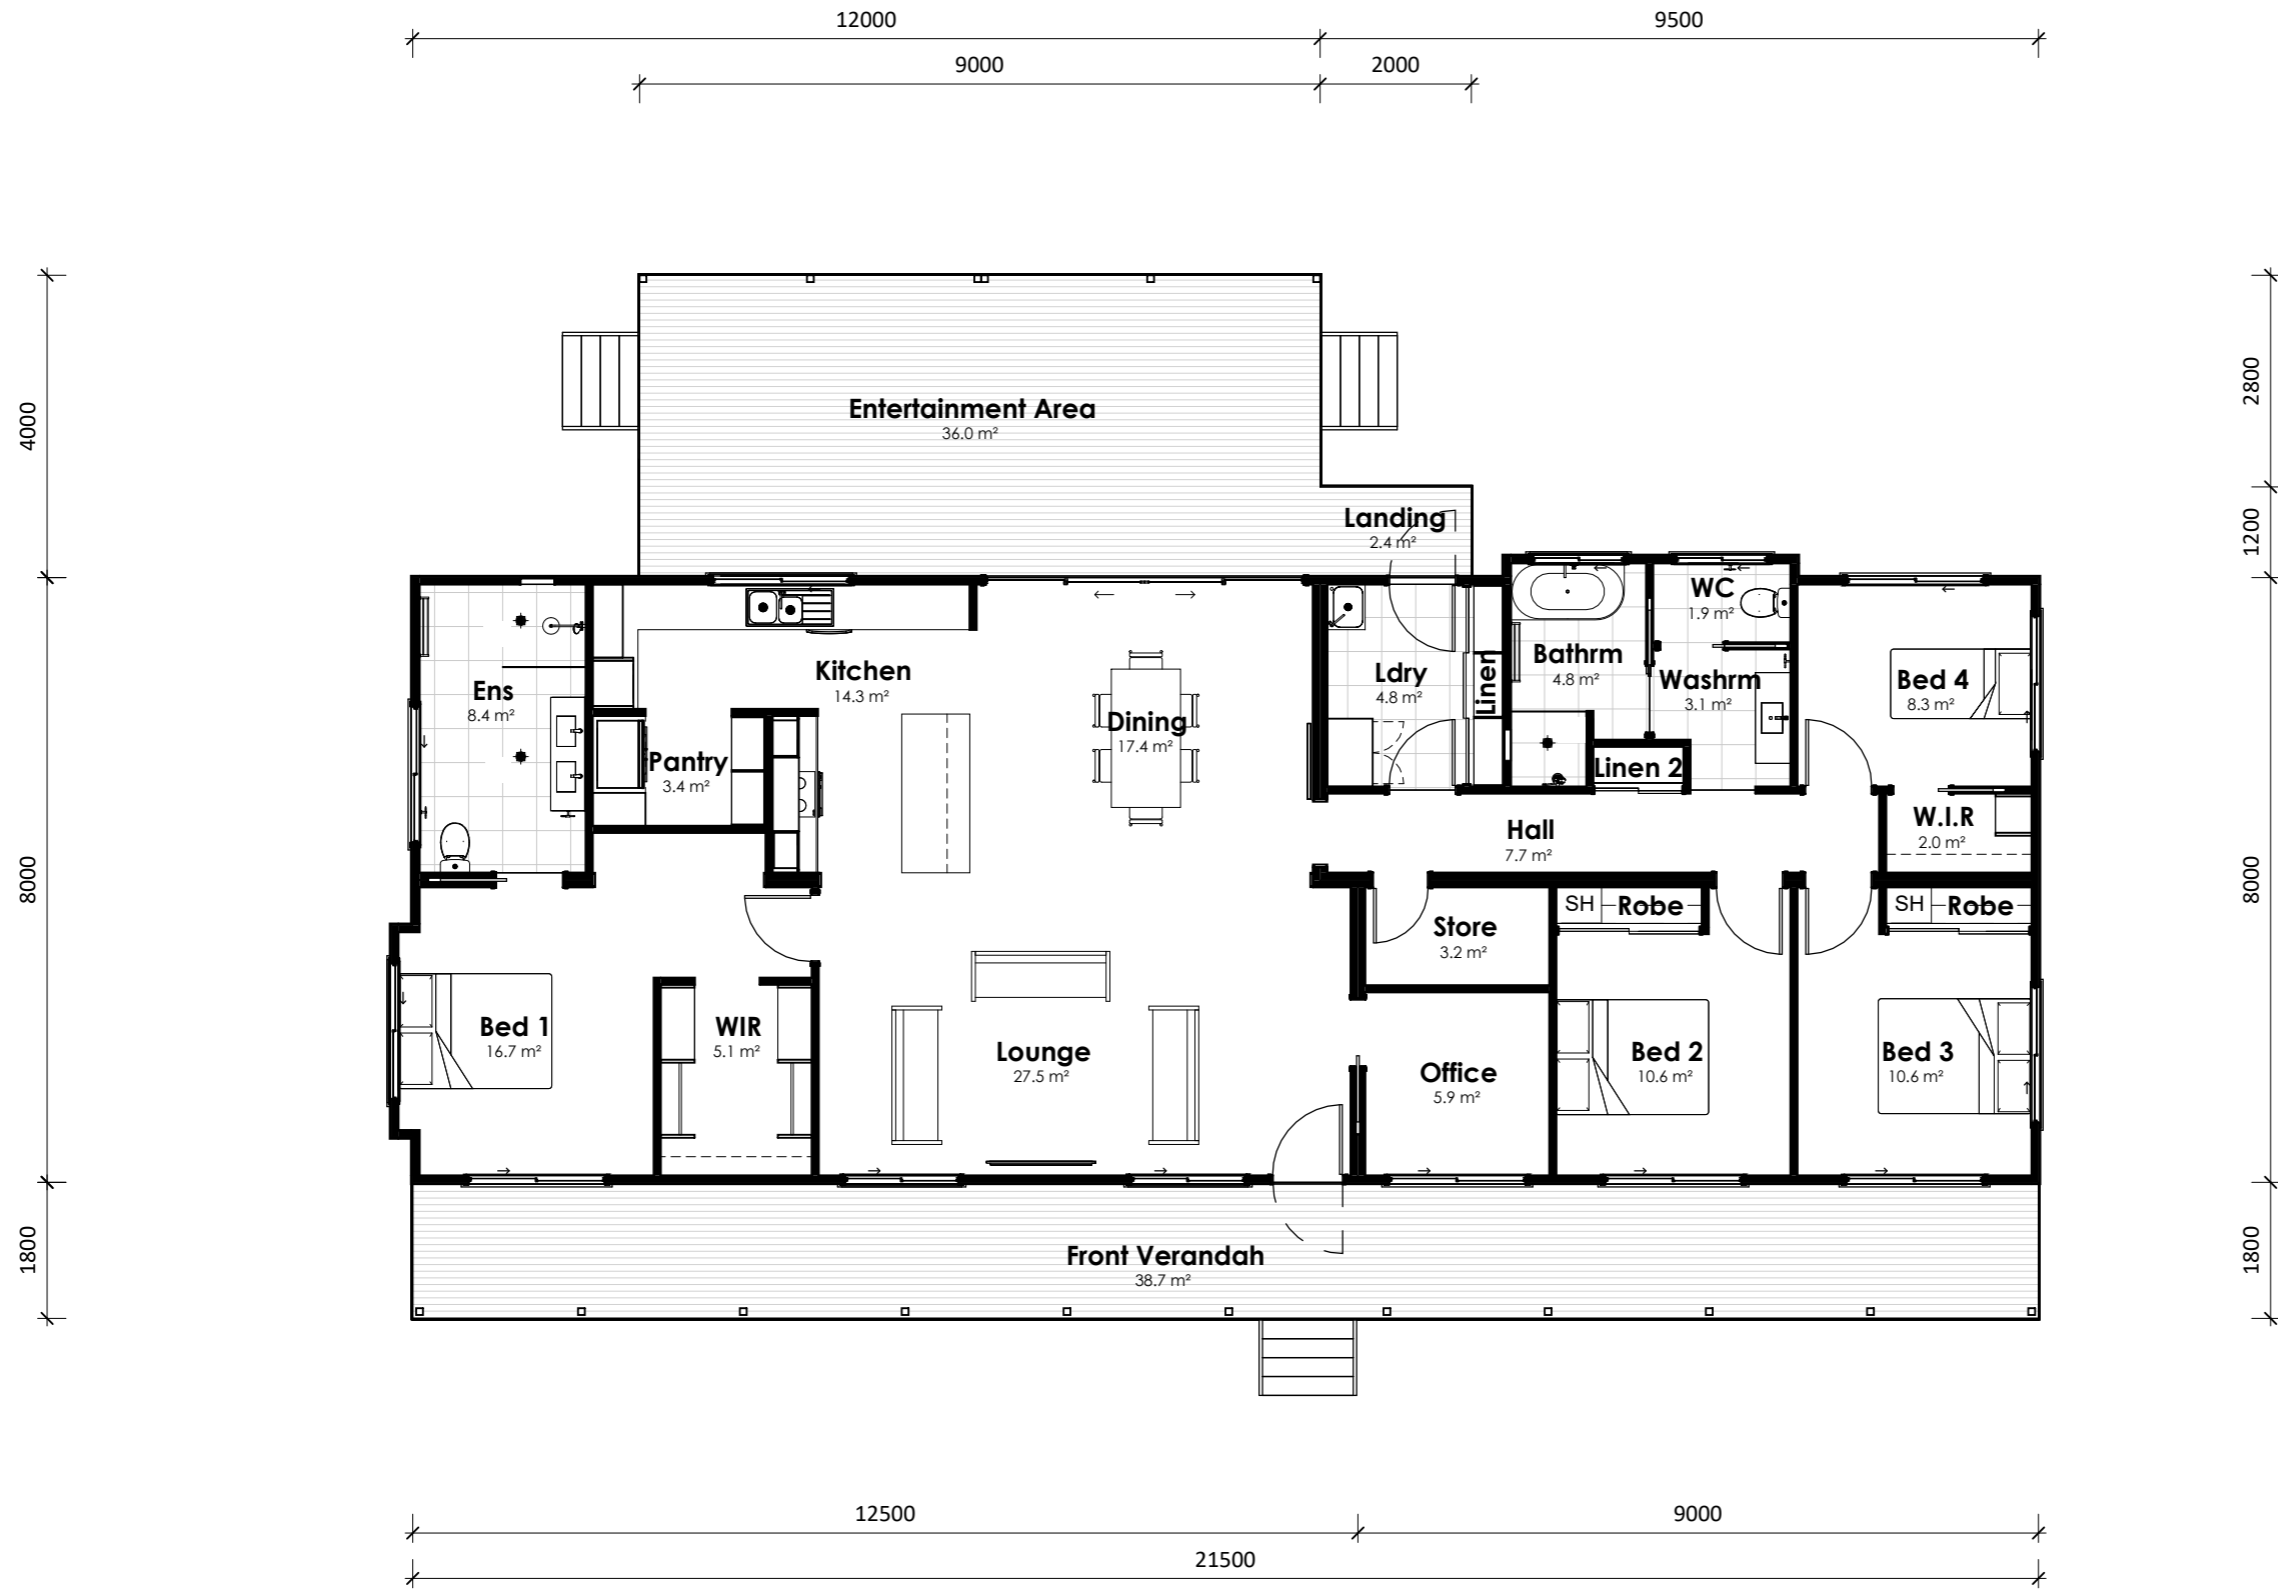 12000
9500
9000
2000
4000
8000
1800
2800
1200
8000
1800
Entertainment Area
36.0 m²
Landing
2.4 m²
Ens
8.4 m²
Kitchen
14.3 m²
Pantry
3.4 m²
Dining
17.4 m²
Ldry
4.8 m²
Linen
Bathrm
4.8 m²
WC
1.9 m²
Washrm
3.1 m²
Linen 2
Bed 4
8.3 m²
W.I.R
2.0 m²
Hall
7.7 m²
Store
3.2 m²
SH
Robe
SH
Robe
Bed 1
16.7 m²
WIR
5.1 m²
Lounge
27.5 m²
Office
5.9 m²
Bed 2
10.6 m²
Bed 3
10.6 m²
Front Verandah
38.7 m²
12500
9000
21500